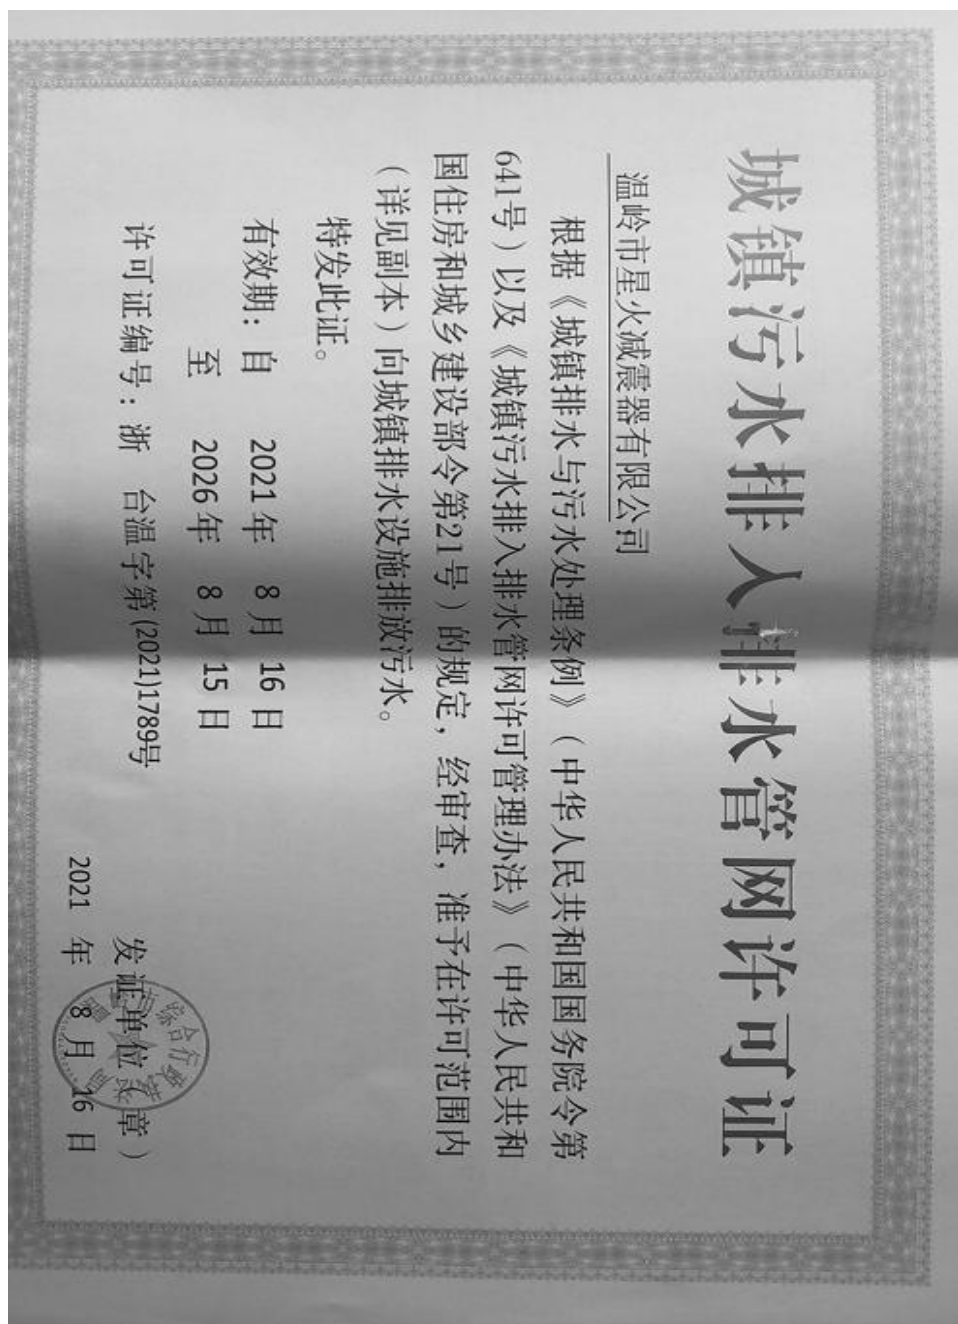 城镇污水排入排水管网许可证
温岭市星火减震器有限公司
根据《城镇排水与污水处理条例》（中华人民共和国国务院令第
641号）以及《城镇污水排入排水管网许可管理办法》（中华人民共和
国住房和城乡建设部令第21号）的规定，经审查，准予在许可范围内
（详见副本）向城镇排水设施排放污水。
特发此证。
有效期：自 2021年 8月 16日
至 2026年 8月 15日
许可证编号：浙 台温字第(2021)1789号
发证单位（章）
2021 年 8月 16日
综合行政执